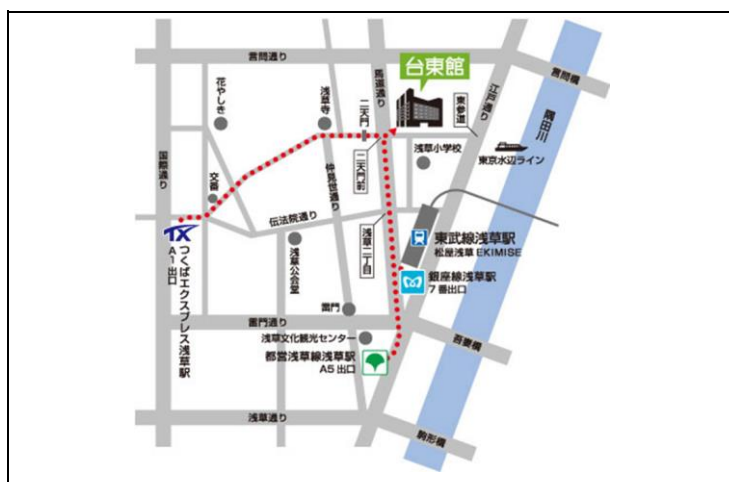 言問通り
言問橋
花やしき
浅草寺
二天門
馬道通り
台東館
東参道
江戸通り
隅田川
国際通り
交番
仲見世通り
二天門前
浅草小学校
東京水辺ライン
伝法院通り
TX
A1出口
つくばエクスプレス浅草駅
浅草公会堂
浅草二丁目
東武線浅草駅
松屋浅草 EKIMISE
銀座線浅草駅
7番出口
雷門
雷門通り
浅草文化観光センター
都営浅草線浅草駅
A5 出口
吾妻橋
浅草通り
駒形橋